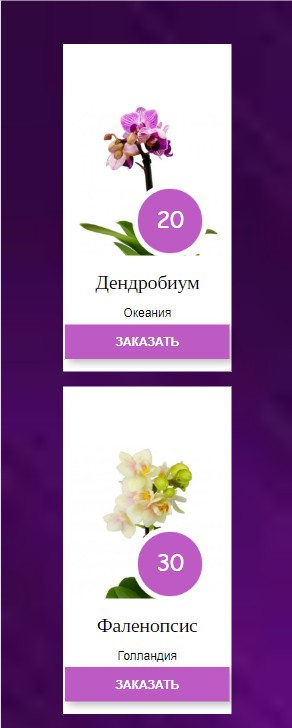 20
Дендробиум
Океания
ЗАКАЗАТЬ
30
Фаленопсис
Голландия
ЗАКАЗАТЬ